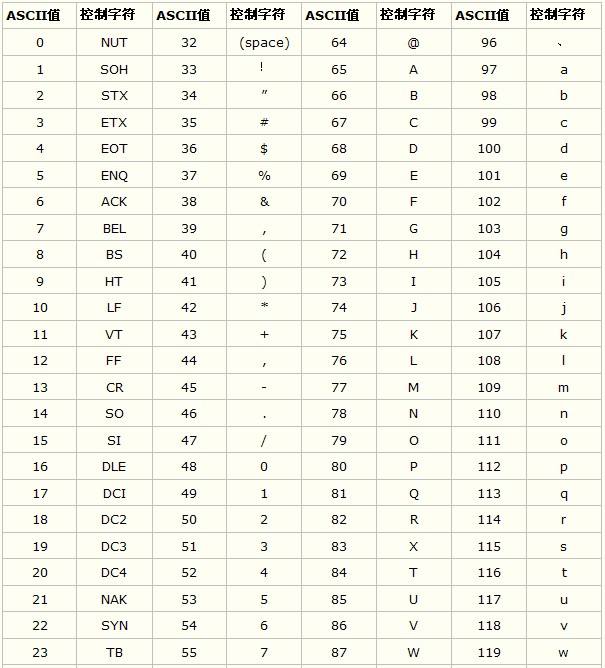 ASCII值 控制字符 ASCII值 控制字符 ASCII值 控制字符 ASCII值 控制字符
0 NUT 32 (space) 64 @ 96 、
1 SOH 33 ! 65 A 97 a
2 STX 34 ” 66 B 98 b
3 ETX 35 # 67 C 99 c
4 EOT 36 $ 68 D 100 d
5 ENQ 37 % 69 E 101 e
6 ACK 38 & 70 F 102 f
7 BEL 39 , 71 G 103 g
8 BS 40 ( 72 H 104 h
9 HT 41 ) 73 I 105 i
10 LF 42 * 74 J 106 j
11 VT 43 + 75 K 107 k
12 FF 44 , 76 L 108 l
13 CR 45 - 77 M 109 m
14 SO 46 . 78 N 110 n
15 SI 47 / 79 O 111 o
16 DLE 48 0 80 P 112 p
17 DCI 49 1 81 Q 113 q
18 DC2 50 2 82 R 114 r
19 DC3 51 3 83 X 115 s
20 DC4 52 4 84 T 116 t
21 NAK 53 5 85 U 117 u
22 SYN 54 6 86 V 118 v
23 TB 55 7 87 W 119 w